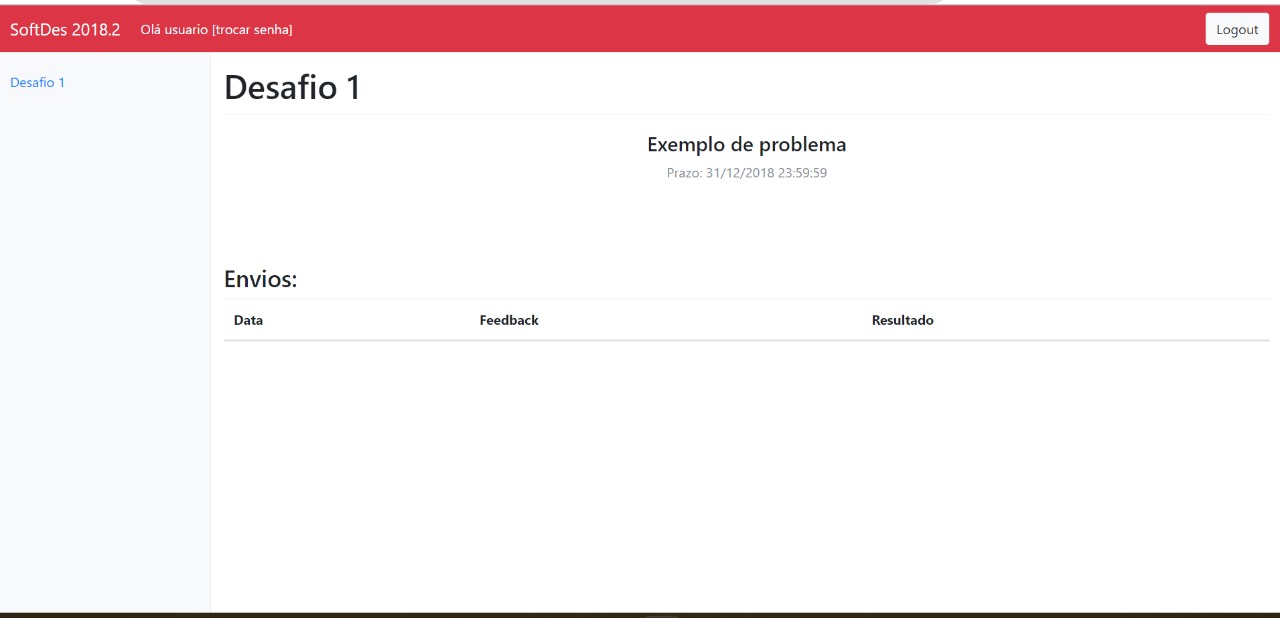 SoftDes 2018.2 Olá usuario [trocar senha] Logout
Desafio 1
Desafio 1
Exemplo de problema
Prazo: 31/12/2018 23:59:59
Envios:
Data Feedback Resultado